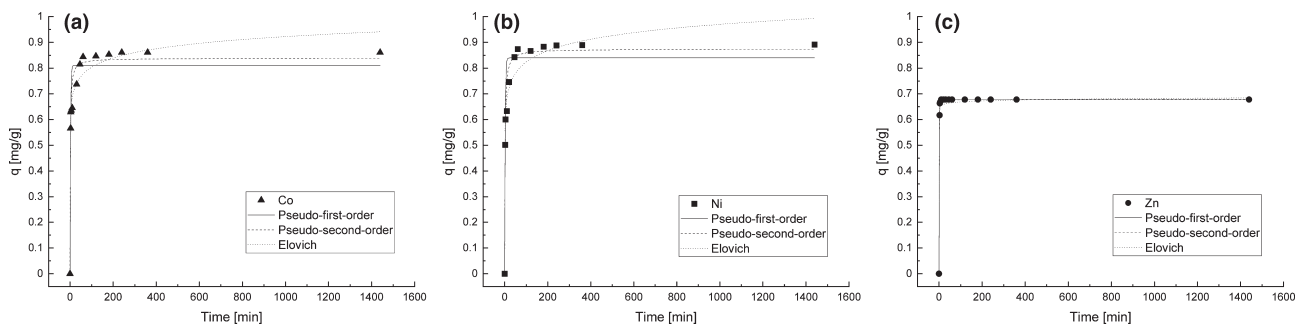 (a)
1
0.9
0.8
0.7
0.6
0.5
0.4
0.3
0.2
0.1
0
q [mg/g]
Co
Pseudo-first-order
Pseudo-second-order
Elovich
0 200 400 600 800 1000 1200 1400 1600
Time [min]
(b)
1
0.9
0.8
0.7
0.6
0.5
0.4
0.3
0.2
0.1
0
q [mg/g]
Ni
Pseudo-first-order
Pseudo-second-order
Elovich
0 200 400 600 800 1000 1200 1400 1600
Time [min]
(c)
1
0.9
0.8
0.7
0.6
0.5
0.4
0.3
0.2
0.1
0
q [mg/g]
Zn
Pseudo-first-order
Pseudo-second-order
Elovich
0 200 400 600 800 1000 1200 1400 1600
Time [min]